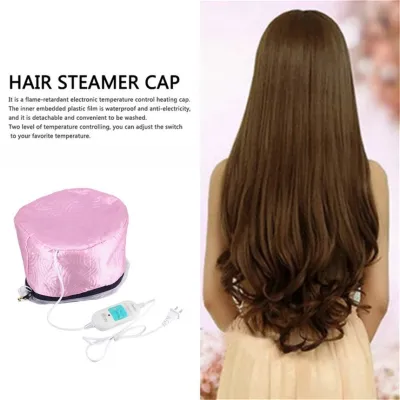 HAIR STEAMER CAP
It is a flame-retardant electronic temperature control heating cap.
The inner embedded plastic film is waterproof and anti-electricity,
and it is detachable and convenient to be washed.
Two level of temperature controlling, you can adjust the switch
to your favorite temperature.